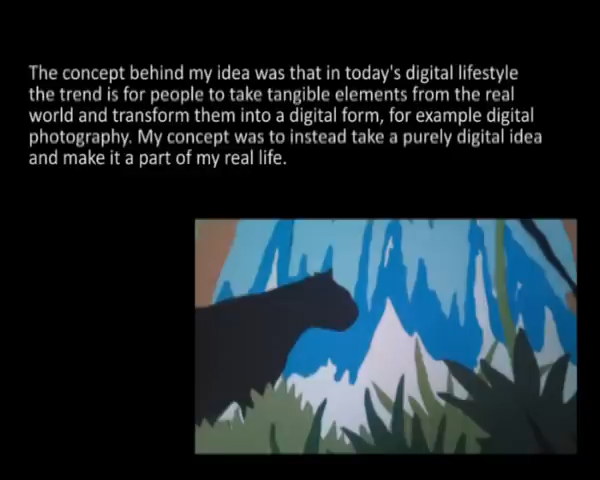 The concept behind my idea was that in today's digital lifestyle
the trend is for people to take tangible elements from the real
world and transform them into a digital form, for example digital
photography. My concept was to instead take a purely digital idea
and make it a part of my real life.